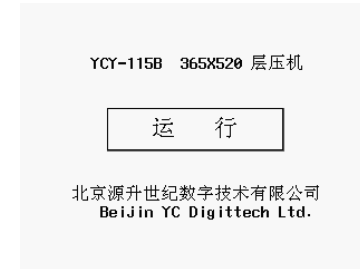 YCY-115B 365X520 层压机
运 行
北京源升世纪数字技术有限公司
BeiJin YC Digittech Ltd.